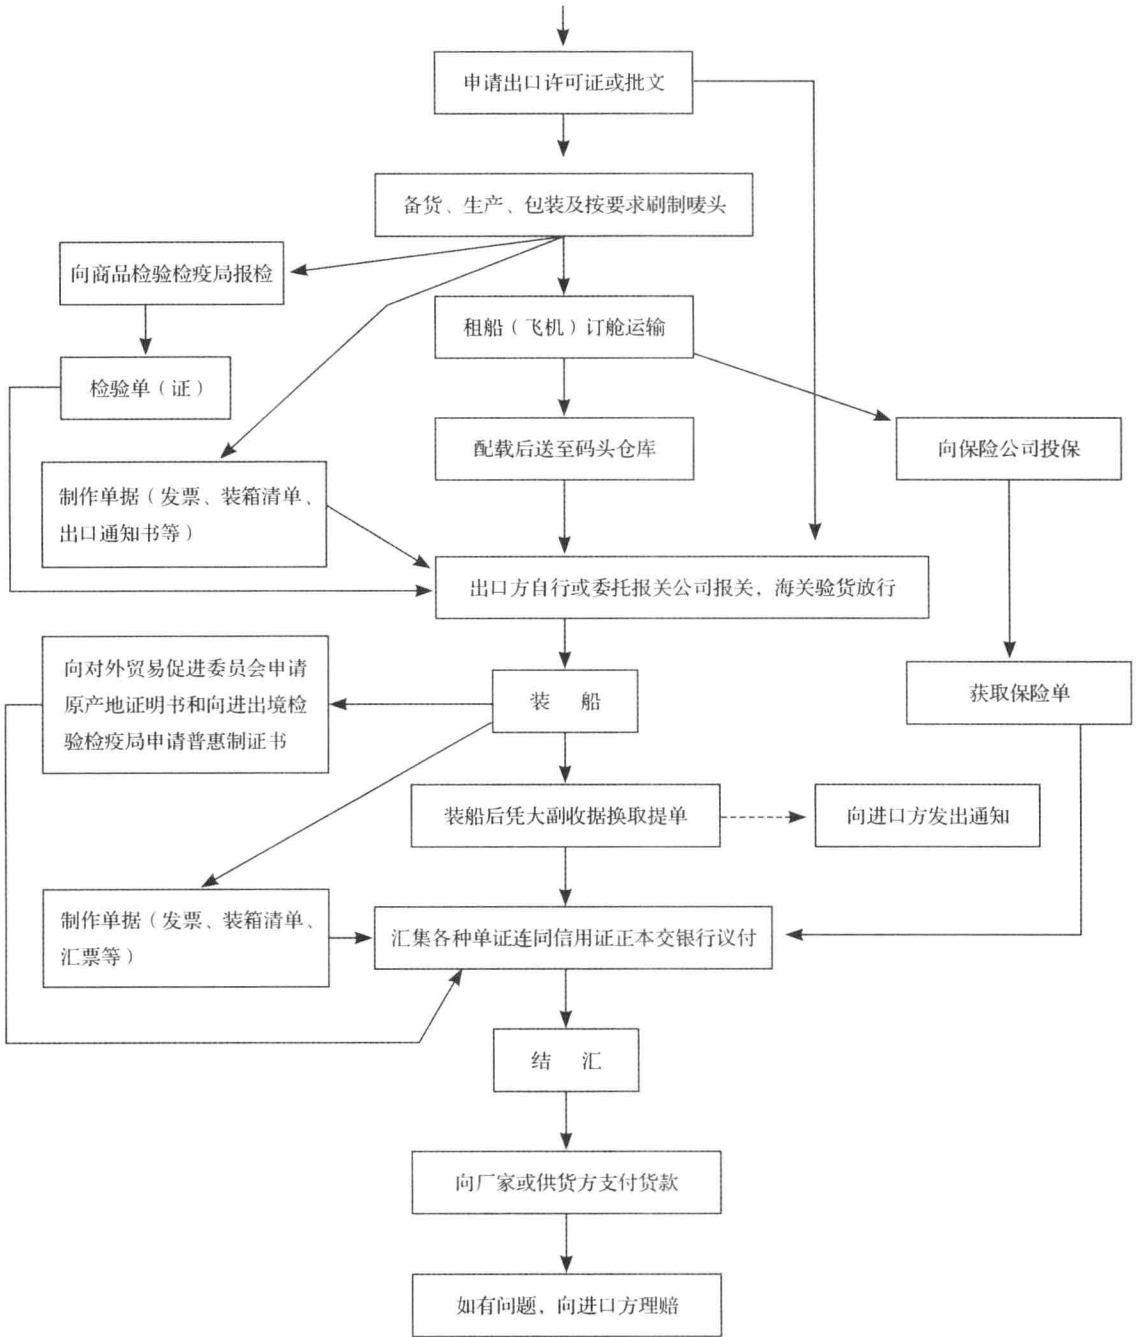 申请出口许可证或批文
备货、生产、包装及按要求刷制唛头
向商品检验检疫局报检
租船（飞机）订舱运输
检验单（证）
配载后送至码头仓库
向保险公司投保
制作单据（发票、装箱清单、
出口通知书等）
出口方自行或委托报关公司报关，海关验货放行
向对外贸易促进委员会申请
原产地证明书和向进出境检
验检疫局申请普惠制证书
装 船
获取保险单
装船后凭大副收据换取提单
向进口方发出通知
制作单据（发票、装箱清单、
汇票等）
汇集各种单证连同信用证正本交银行议付
结 汇
向厂家或供货方支付货款
如有问题，向进口方理赔